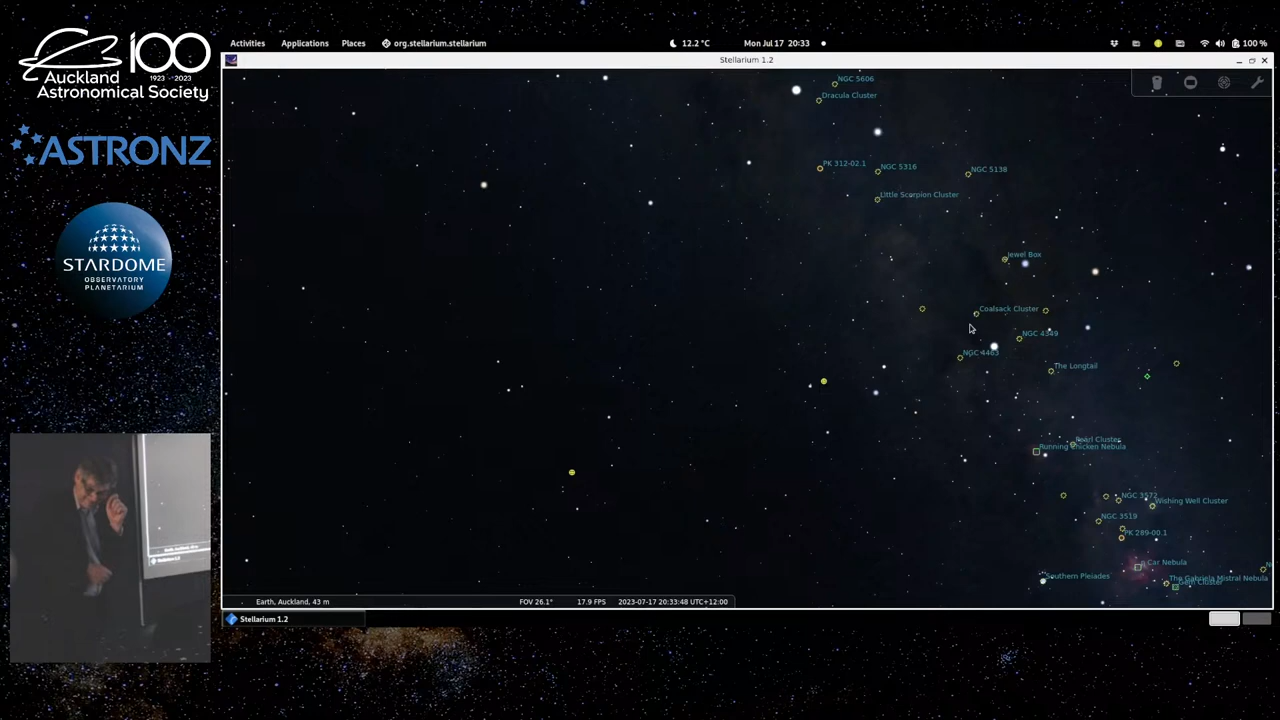 100
1923 - 2023
Auckland
Astronomical Society
ASTRONZ
STARDOME
OBSERVATORY
PLANETARIUM
Activities Applications Places org.stellarium.stellarium 12.2 °C Mon Jul 17 20:33 100 %
Stellarium 1.2
NGC 5606
Dracula Cluster
PK 312-02.1
NGC 5316
NGC 5138
Little Scorpion Cluster
Jewel Box
Coalsack Cluster
NGC 4349
NGC 4463
The Longtail
Pearl Cluster
Running Chicken Nebula
NGC 3572
Wishing Well Cluster
NGC 3519
PK 289-00.1
η Car Nebula
Southern Pleiades
The Gabriela Mistral Nebula
Gem Cluster
Earth, Auckland, 43 m FOV 26.1° 17.9 FPS 2023-07-17 20:33:48 UTC+12:00
Stellarium 1.2